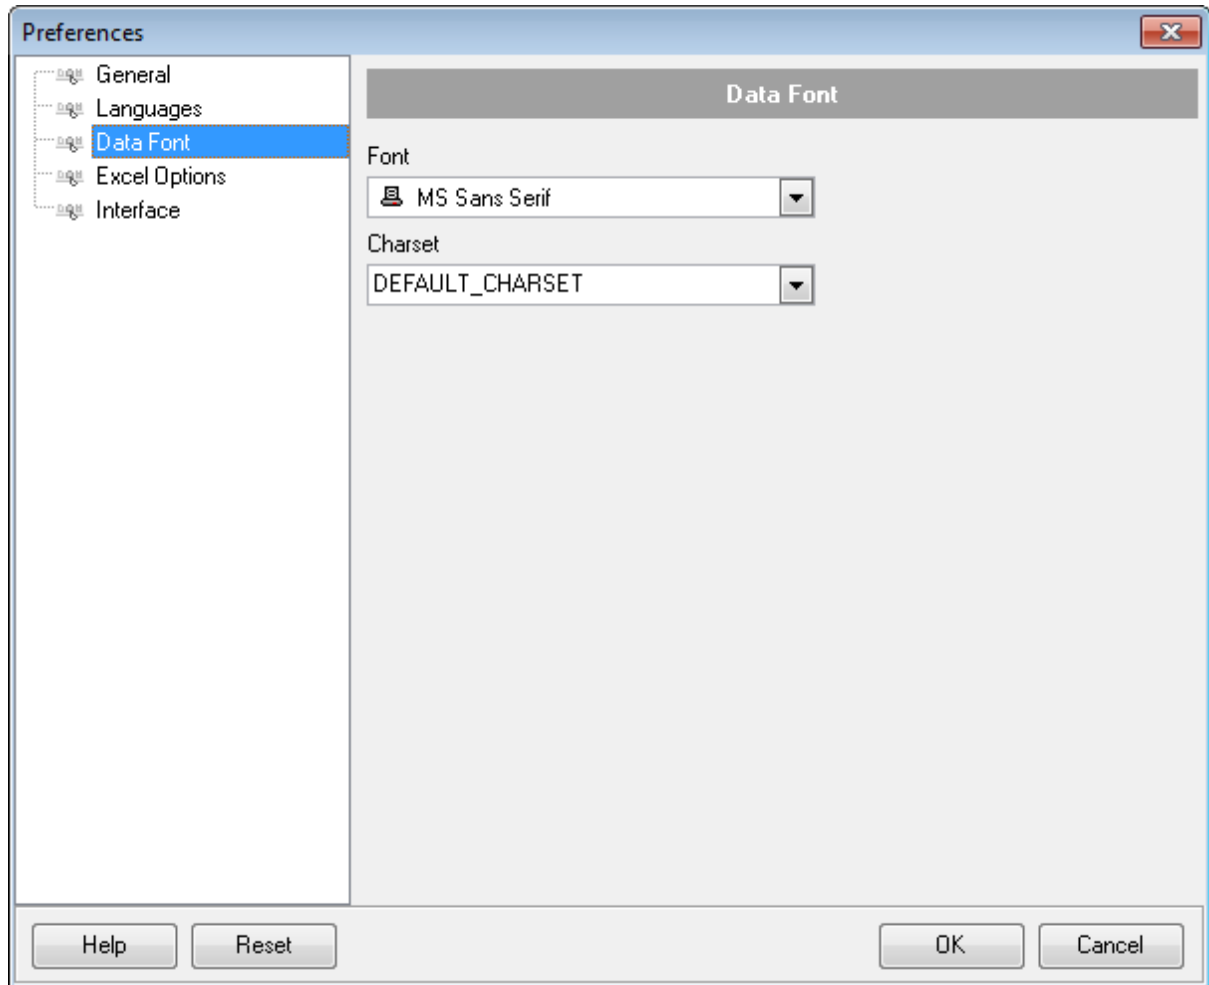 Preferences
General
Languages
Data Font
Excel Options
Interface
Data Font
Font
MS Sans Serif
Charset
DEFAULT_CHARSET
Help
Reset
OK
Cancel